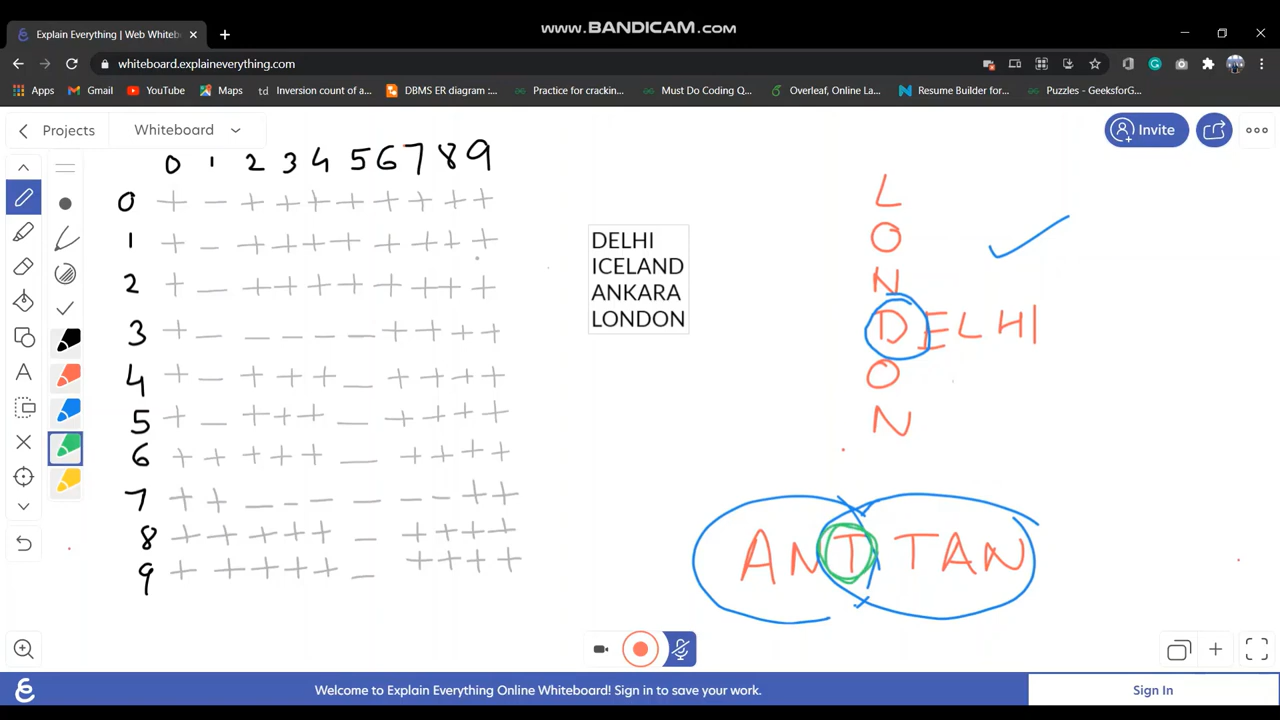 www.BANDICAM.com
Explain Everything | Web Whiteb
whiteboard.explaineverything.com
Apps
Gmail
YouTube
Maps
Inversion count of a...
DBMS ER diagram :...
Practice for crackin...
Must Do Coding Q...
Overleaf, Online La...
Resume Builder for...
Puzzles - GeeksforG...
Projects
Whiteboard
Invite
0 1 2 3 4 5 6 7 8 9
0 + - + + + + + + + +
1 + - + + + + + + + +
2 + - + + + + + + + +
3 + - - - - - + + + +
4 + - + + + - + + + +
5 + - + + + - + + + +
6 + + + + + - + + + +
7 + + - - - - - - + +
8 + + + + + - + + + +
9 + + + + + - + + + +
DELHI
ICELAND
ANKARA
LONDON
L
O
N
DELHI
O
N
ANT TAN
Welcome to Explain Everything Online Whiteboard! Sign in to save your work.
Sign In